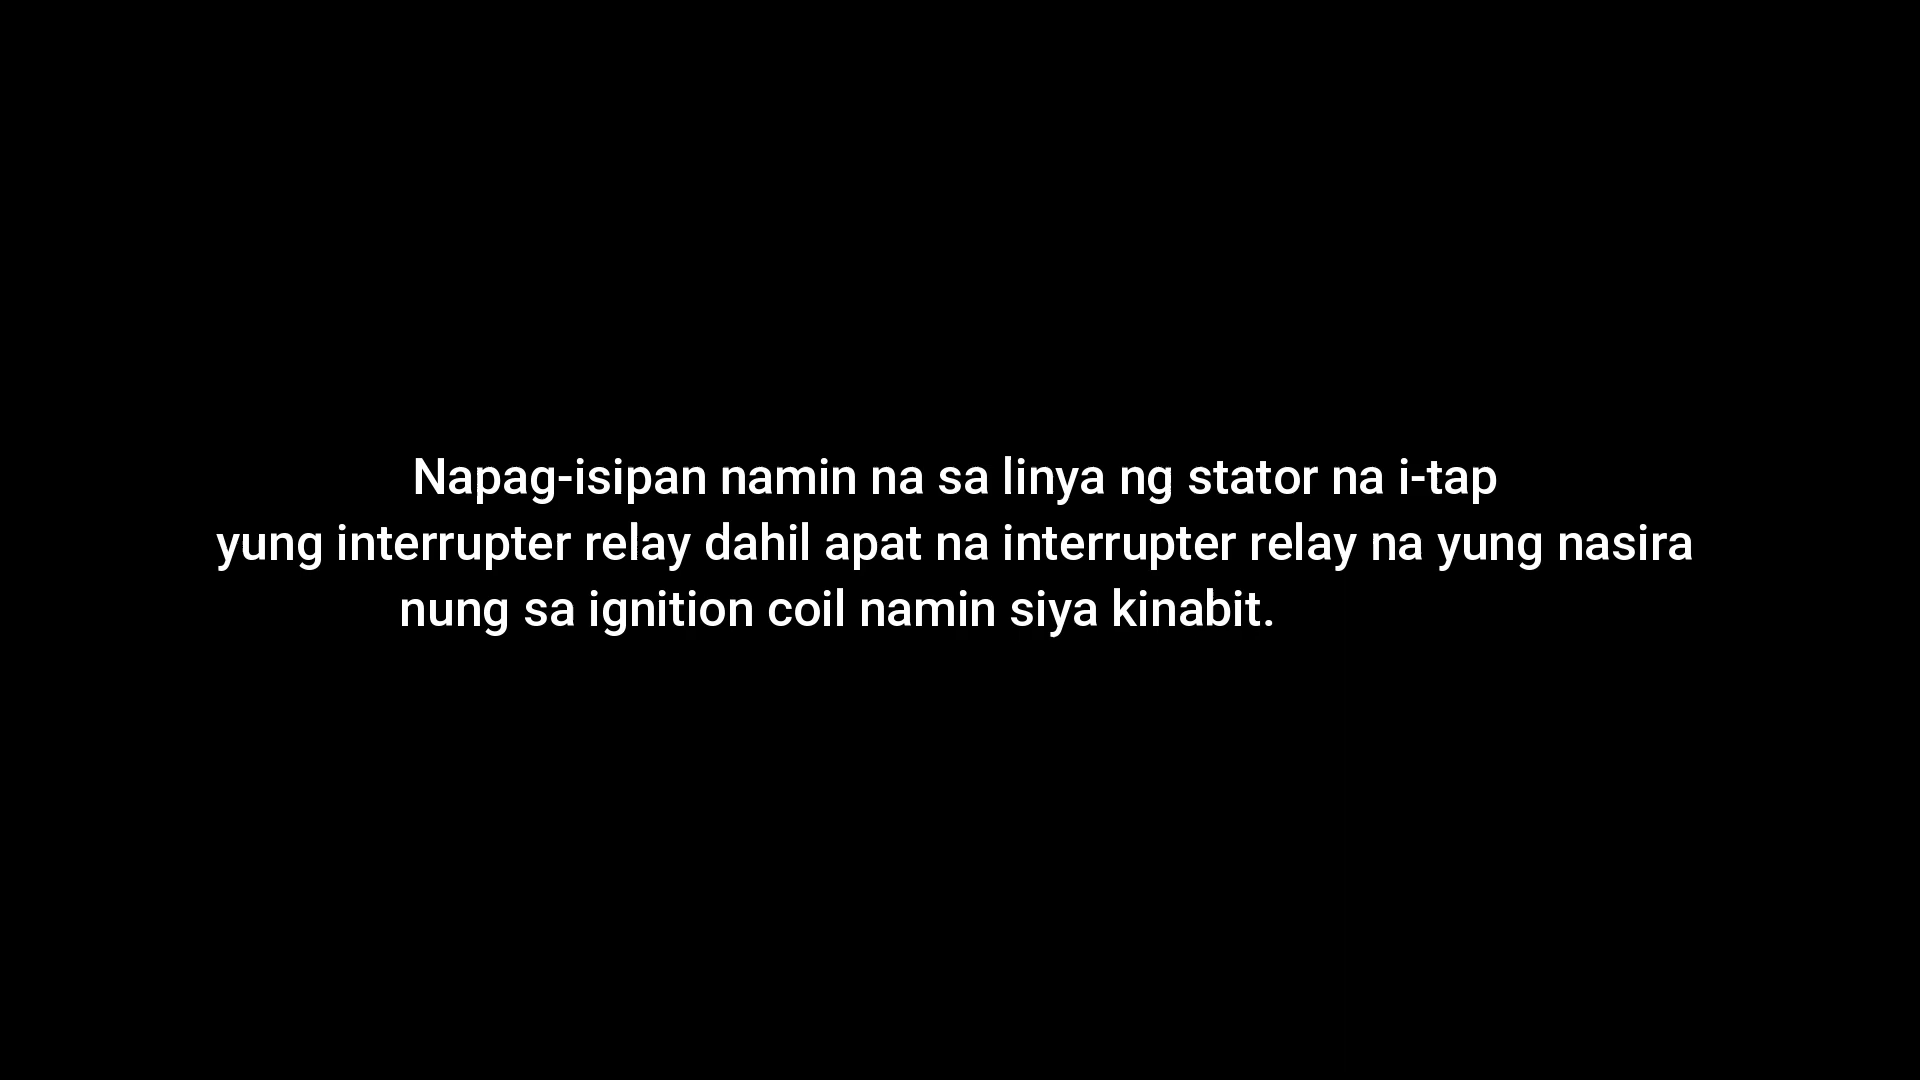 Napag-isipan namin na sa linya ng stator na i-tap
yung interrupter relay dahil apat na interrupter relay na yung nasira
nung sa ignition coil namin siya kinabit.